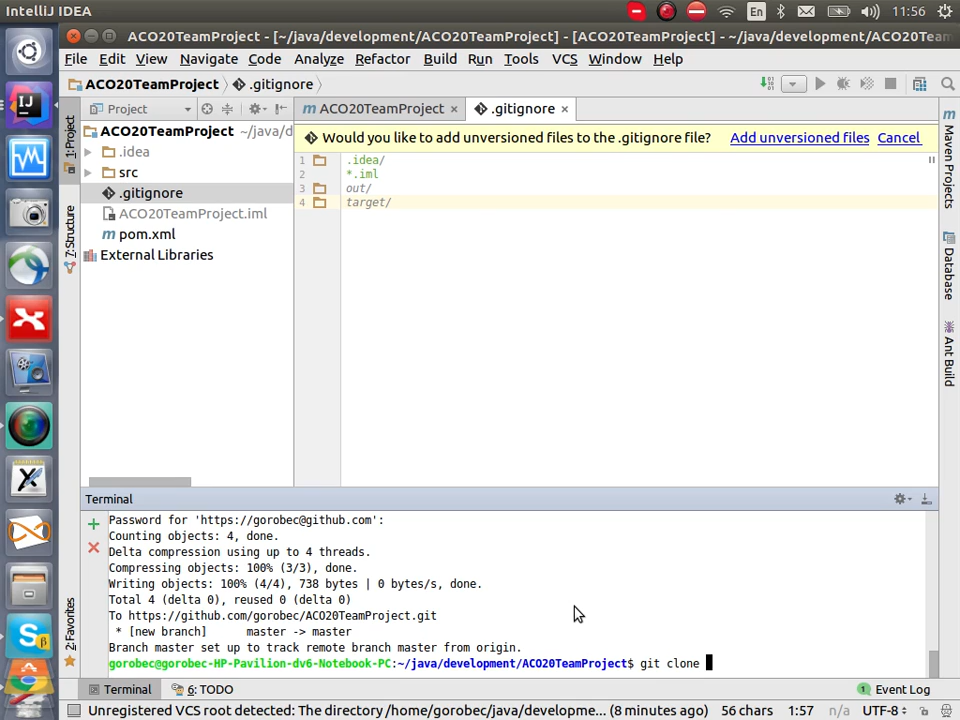 IntelliJ IDEA
En
11:56
ACO20TeamProject - [~/java/development/ACO20TeamProject] - [ACO20TeamProject] - ~/java/development/ACO20Team
File Edit View Navigate Code Analyze Refactor Build Run Tools VCS Window Help
ACO20TeamProject .gitignore
Project
m ACO20TeamProject
.gitignore
1: Project
7: Structure
2: Favorites
ACO20TeamProject ~/java/d
.idea
src
.gitignore
ACO20TeamProject.iml
m pom.xml
External Libraries
Would you like to add unversioned files to the .gitignore file? Add unversioned files Cancel
1 .idea/
2 *.iml
3 out/
4 target/
m Maven Projects
Database
Ant Build
Terminal
Password for 'https://gorobec@github.com':
Counting objects: 4, done.
Delta compression using up to 4 threads.
Compressing objects: 100% (3/3), done.
Writing objects: 100% (4/4), 738 bytes | 0 bytes/s, done.
Total 4 (delta 0), reused 0 (delta 0)
To https://github.com/gorobec/ACO20TeamProject.git
* [new branch] master -> master
Branch master set up to track remote branch master from origin.
gorobec@gorobec-HP-Pavilion-dv6-Notebook-PC:~/java/development/ACO20TeamProject$ git clone
Terminal 6: TODO 1 Event Log
Unregistered VCS root detected: The directory /home/gorobec/java/developme... (8 minutes ago) 56 chars 1:57 n/a UTF-8